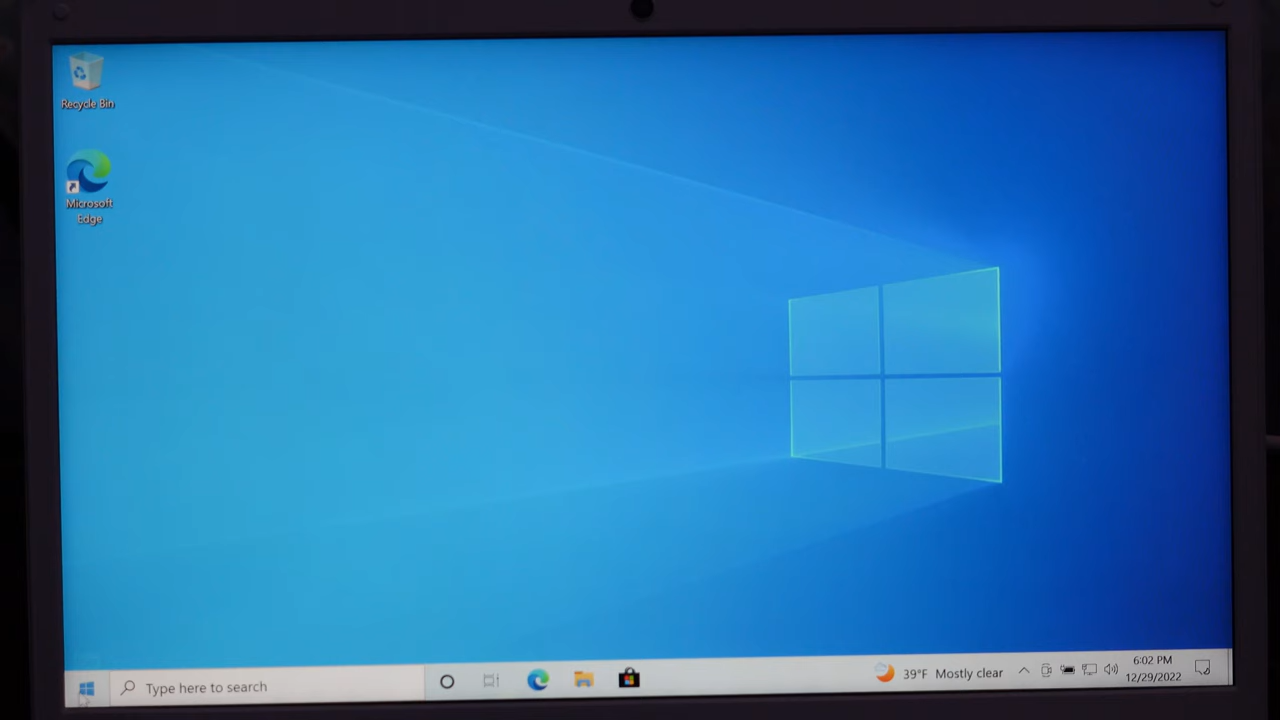 Recycle Bin
Microsoft
Edge
Type here to search
39°F Mostly clear
6:02 PM
12/29/2022